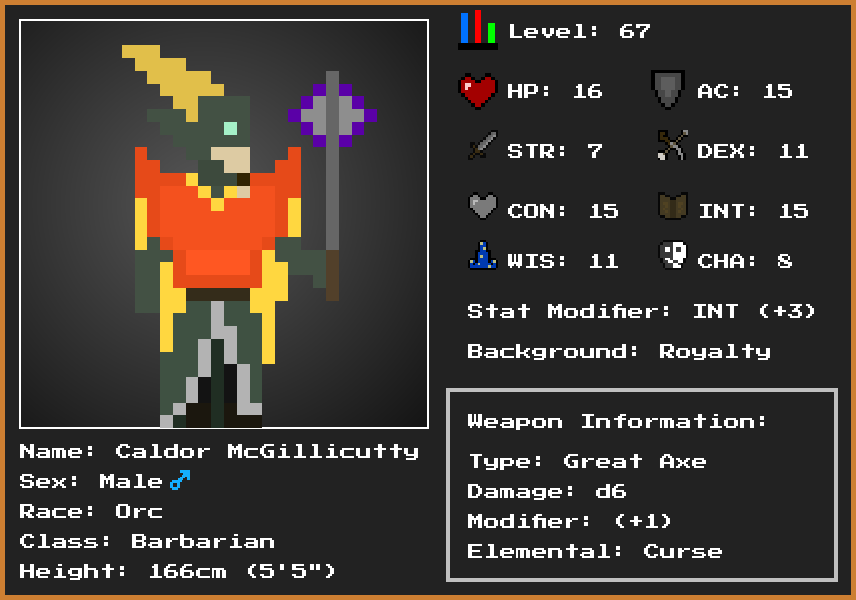 Level: 67
HP: 16
AC: 15
STR: 7
DEX: 11
CON: 15
INT: 15
WIS: 11
CHA: 8
Stat Modifier: INT (+3)
Background: Royalty
Weapon Information:
Type: Great Axe
Damage: d6
Modifier: (+1)
Elemental: Curse
Name: Caldor McGillicutty
Sex: Male♂
Race: Orc
Class: Barbarian
Height: 166cm (5'5")